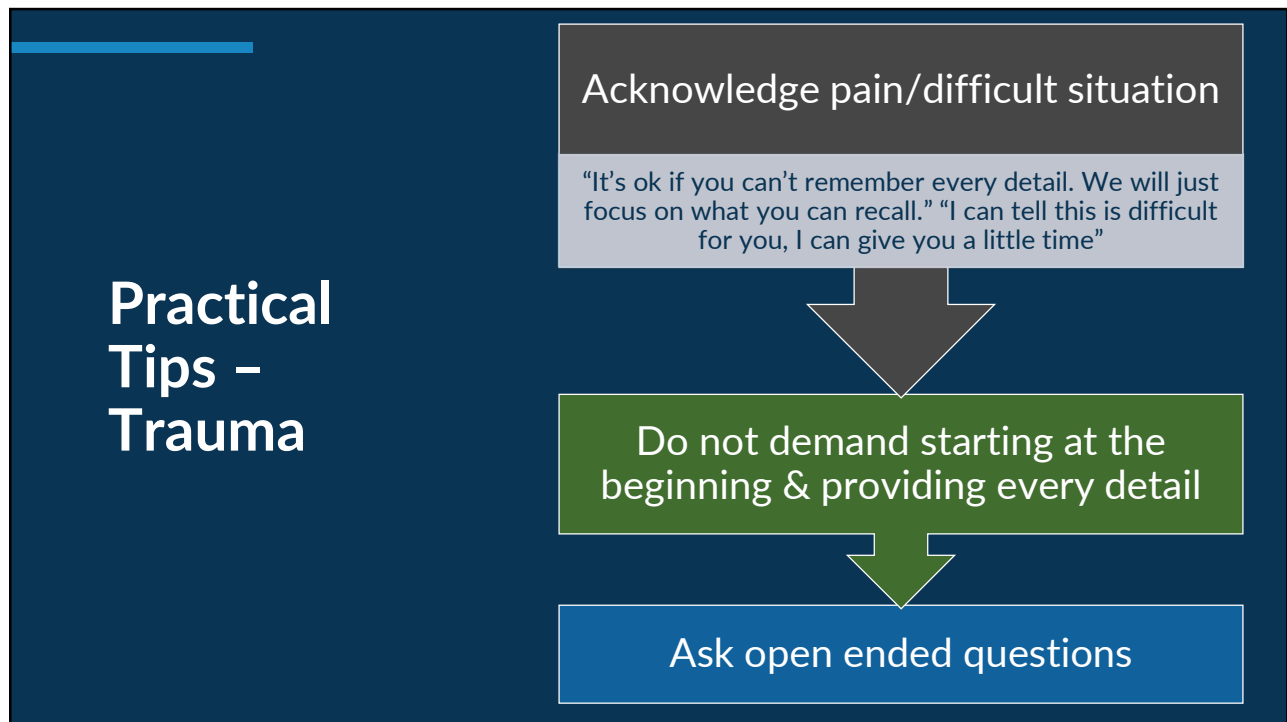 Practical
Tips –
Trauma
Acknowledge pain/difficult situation
“It’s ok if you can’t remember every detail. We will just
focus on what you can recall.” “I can tell this is difficult
for you, I can give you a little time”
Do not demand starting at the
beginning & providing every detail
Ask open ended questions